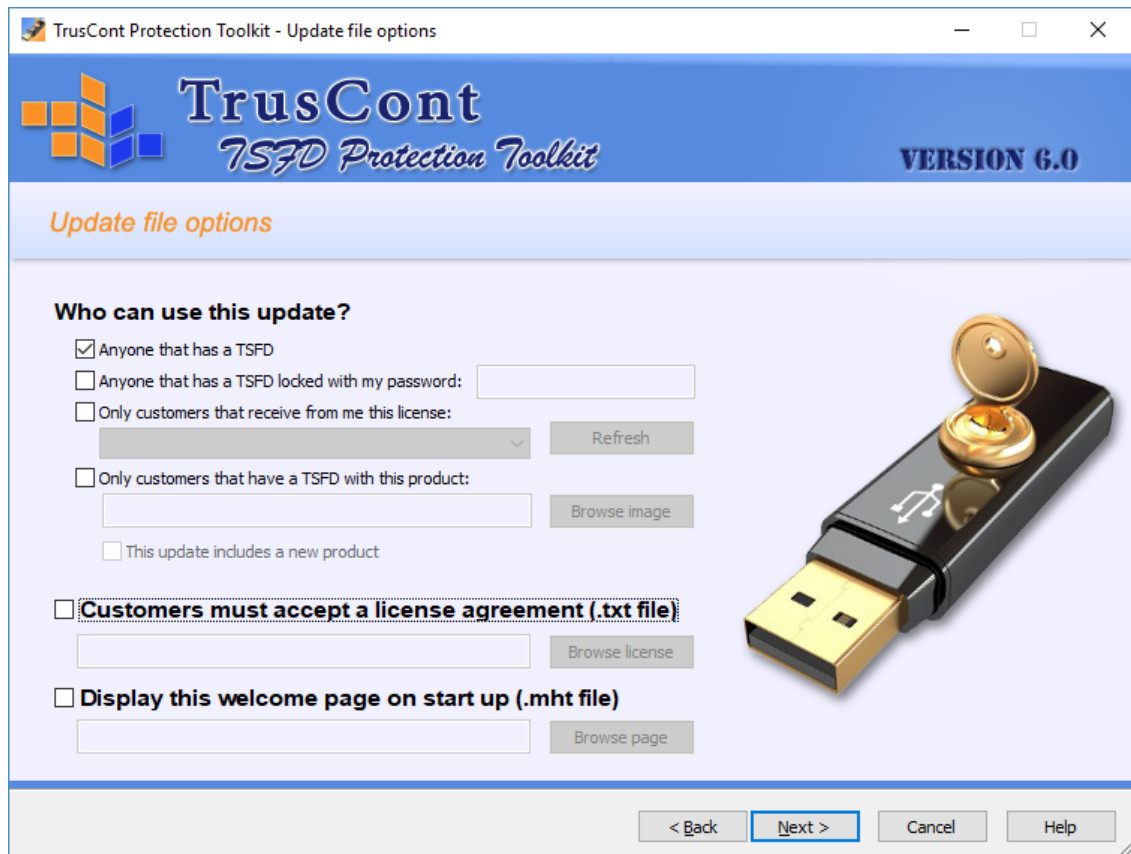 TrusCont Protection Toolkit - Update file options
TrusCont
TSFD Protection Toolkit
VERSION 6.0
Update file options
Who can use this update?
Anyone that has a TSFD
Anyone that has a TSFD locked with my password:
Only customers that receive from me this license:
Refresh
Only customers that have a TSFD with this product:
Browse image
This update includes a new product
Customers must accept a license agreement (.txt file)
Browse license
Display this welcome page on start up (.mht file)
Browse page
< Back Next > Cancel Help